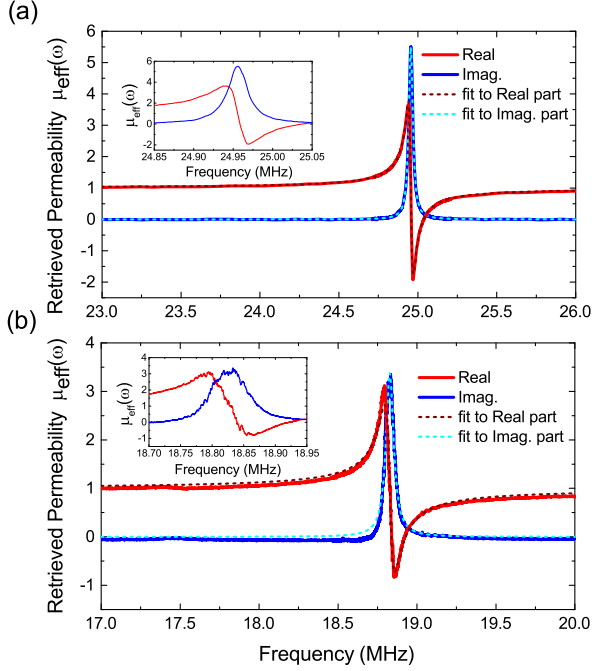 (a)
Retrieved Permeability μeff(ω)
6
5
4
3
2
1
0
-1
-2
23.0 23.5 24.0 24.5 25.0 25.5 26.0
Real
Imag.
fit to Real part
fit to Imag. part
μeff(ω)
6
4
2
0
-2
24.85 24.90 24.95 25.00 25.05
Frequency (MHz)
(b)
Retrieved Permeability μeff(ω)
4
3
2
1
0
-1
17.0 17.5 18.0 18.5 19.0 19.5 20.0
Frequency (MHz)
Real
Imag.
fit to Real part
fit to Imag. part
μeff(ω)
4
3
2
1
0
-1
18.70 18.75 18.80 18.85 18.90 18.95
Frequency (MHz)